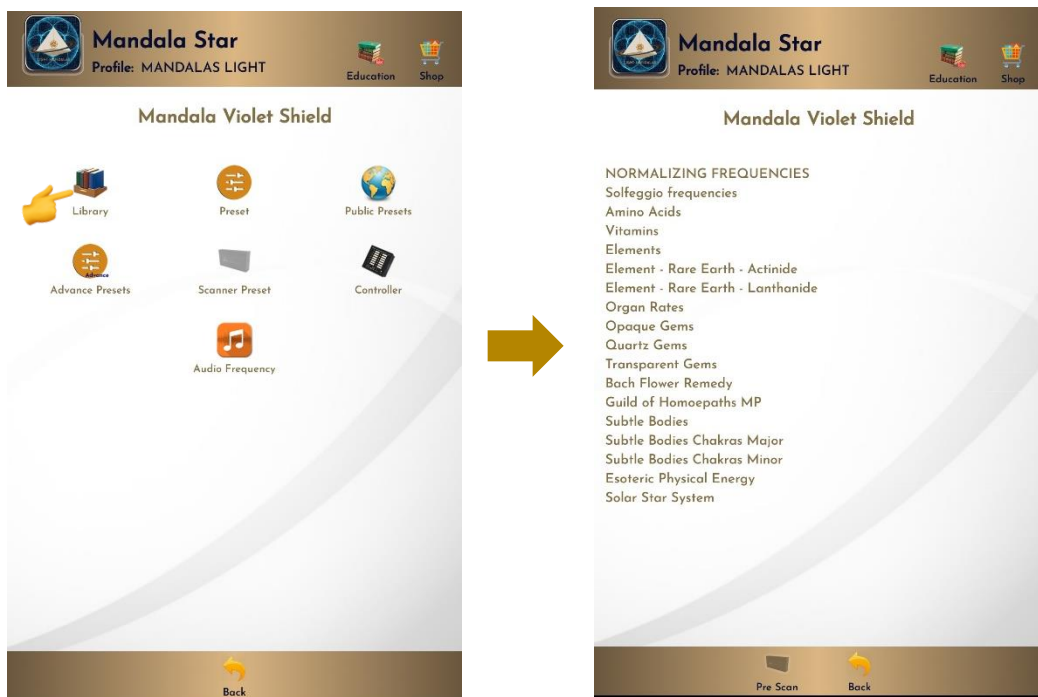 Mandala Star
Profile: MANDALAS LIGHT
Education
Shop
Mandala Violet Shield
Library
Preset
Public Presets
Advance
Advance Presets
Scanner Preset
Controller
Audio Frequency
Back
Mandala Star
Profile: MANDALAS LIGHT
Education
Shop
Mandala Violet Shield
NORMALIZING FREQUENCIES
Solfeggio frequencies
Amino Acids
Vitamins
Elements
Element - Rare Earth - Actinide
Element - Rare Earth - Lanthanide
Organ Rates
Opaque Gems
Quartz Gems
Transparent Gems
Bach Flower Remedy
Guild of Homoepaths MP
Subtle Bodies
Subtle Bodies Chakras Major
Subtle Bodies Chakras Minor
Esoteric Physical Energy
Solar Star System
Pre Scan
Back